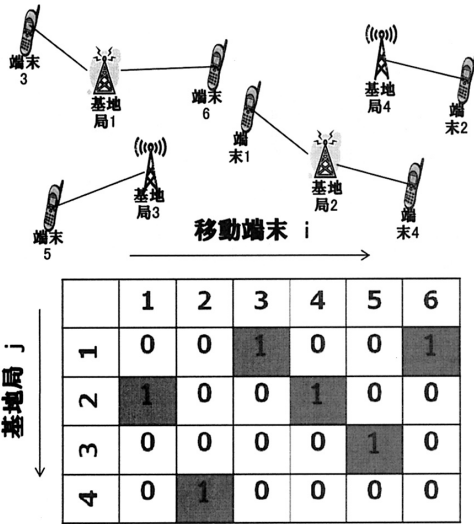 端末
3
基地
局1
端末
6
基地
局4
端末
2
端
末1
基地
局3
基地
局2
端末
5
端
末4
移動端末 i
基地局 j
1 2 3 4 5 6
1 0 0 1 0 0 1
2 1 0 0 1 0 0
3 0 0 0 0 1 0
4 0 1 0 0 0 0